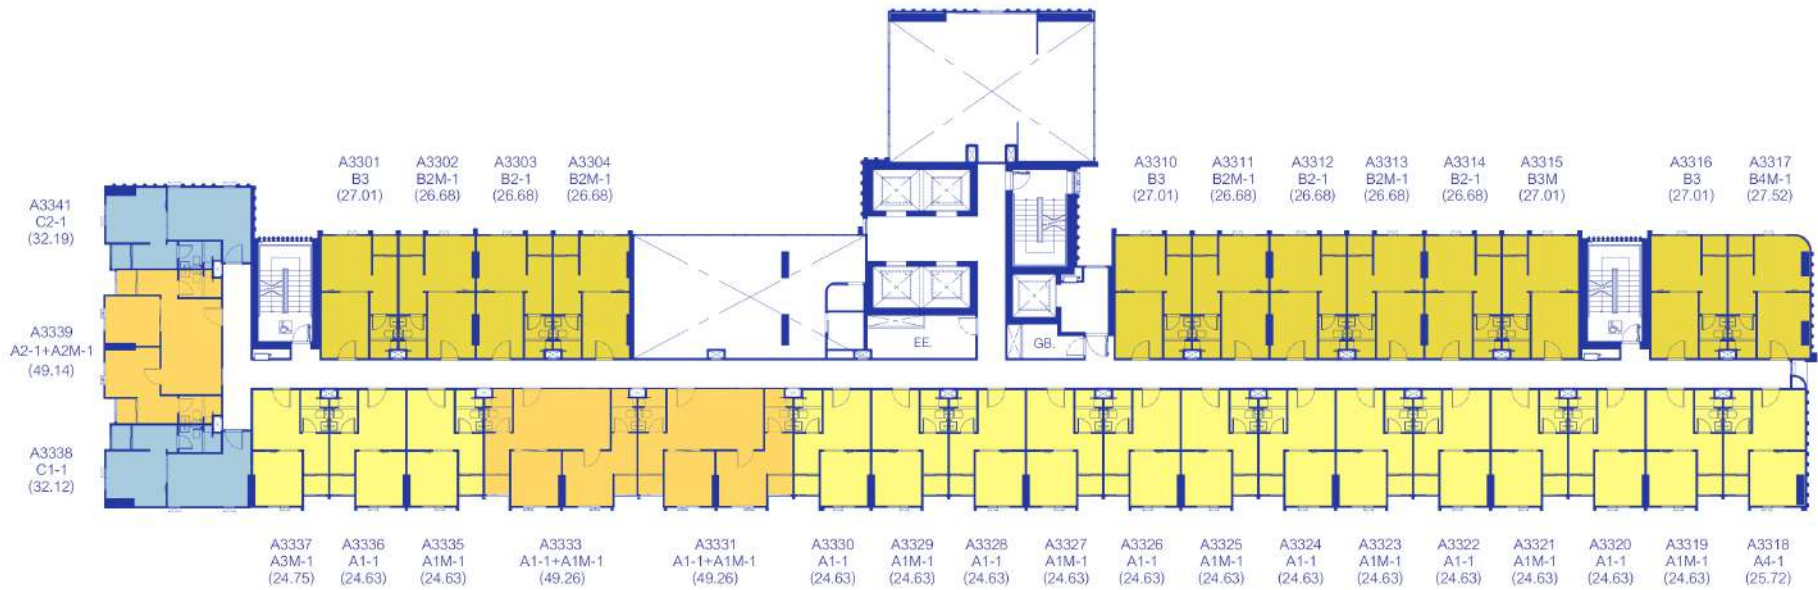 A3301
B3
(27.01)
A3302
B2M-1
(26.68)
A3303
B2-1
(26.68)
A3304
B2M-1
(26.68)
A3310
B3
(27.01)
A3311
B2M-1
(26.68)
A3312
B2-1
(26.68)
A3313
B2M-1
(26.68)
A3314
B2-1
(26.68)
A3315
B3M
(27.01)
A3316
B3
(27.01)
A3317
B4M-1
(27.52)
A3341
C2-1
(32.19)
A3339
A2-1+A2M-1
(49.14)
A3338
C1-1
(32.12)
EE.
GB.
A3337
A3M-1
(24.75)
A3336
A1-1
(24.63)
A3335
A1M-1
(24.63)
A3333
A1-1+A1M-1
(49.26)
A3331
A1-1+A1M-1
(49.26)
A3330
A1-1
(24.63)
A3329
A1M-1
(24.63)
A3328
A1-1
(24.63)
A3327
A1M-1
(24.63)
A3326
A1-1
(24.63)
A3325
A1M-1
(24.63)
A3324
A1-1
(24.63)
A3323
A1M-1
(24.63)
A3322
A1-1
(24.63)
A3321
A1M-1
(24.63)
A3320
A1-1
(24.63)
A3319
A1M-1
(24.63)
A3318
A4-1
(25.72)